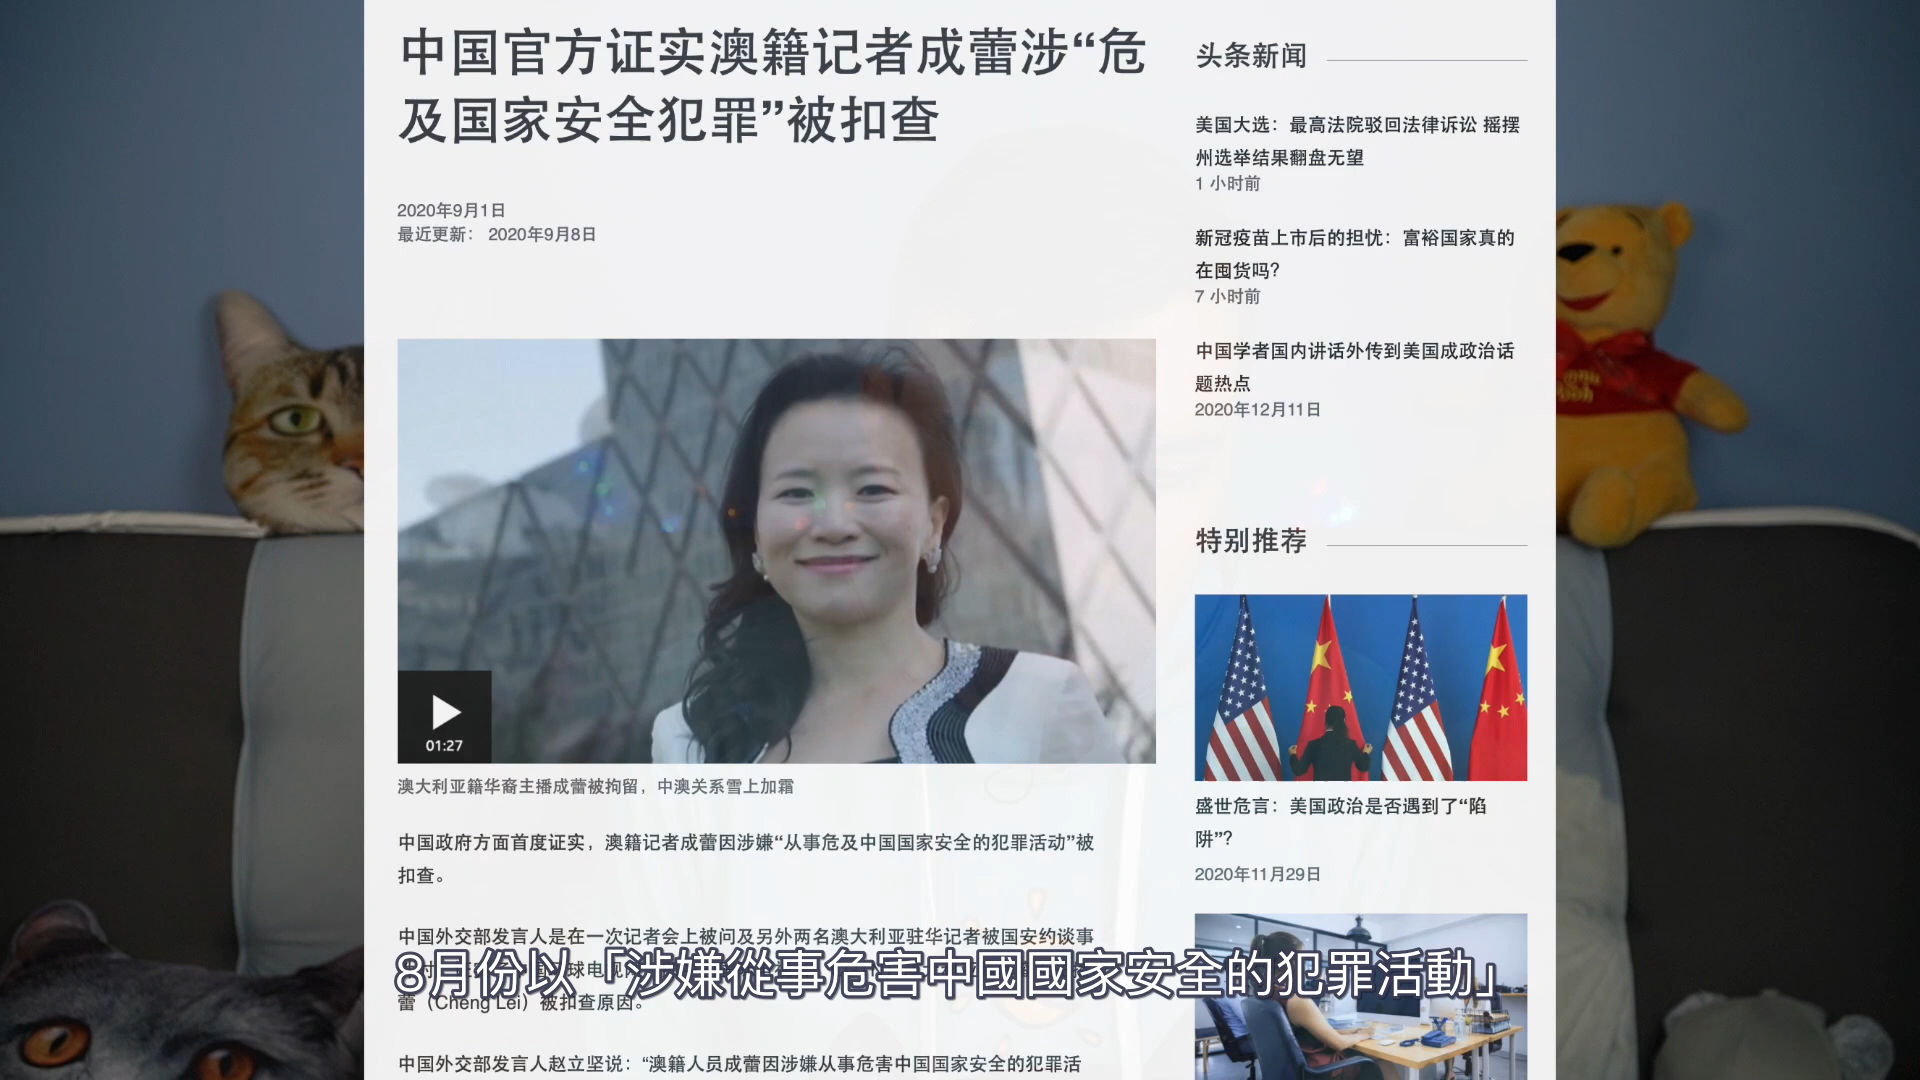 中国官方证实澳籍记者成蕾涉“危
及国家安全犯罪”被扣查
2020年9月1日
最近更新： 2020年9月8日
01:27
澳大利亚籍华裔主播成蕾被拘留，中澳关系雪上加霜
中国政府方面首度证实，澳籍记者成蕾因涉嫌“从事危及中国国家安全的犯罪活动”被
扣查。
中国外交部发言人是在一次记者会上被问及另外两名澳大利亚驻华记者被国安约谈事
蕾（Cheng Lei）被扣查原因。
中国外交部发言人赵立坚说：“澳籍人员成蕾因涉嫌从事危害中国国家安全的犯罪活
头条新闻
美国大选：最高法院驳回法律诉讼 摇摆
州选举结果翻盘无望
1 小时前
新冠疫苗上市后的担忧：富裕国家真的
在囤货吗？
7 小时前
中国学者国内讲话外传到美国成政治话
题热点
2020年12月11日
特别推荐
盛世危言：美国政治是否遇到了“陷
阱”？
2020年11月29日
8月份以「涉嫌從事危害中國國家安全的犯罪活動」